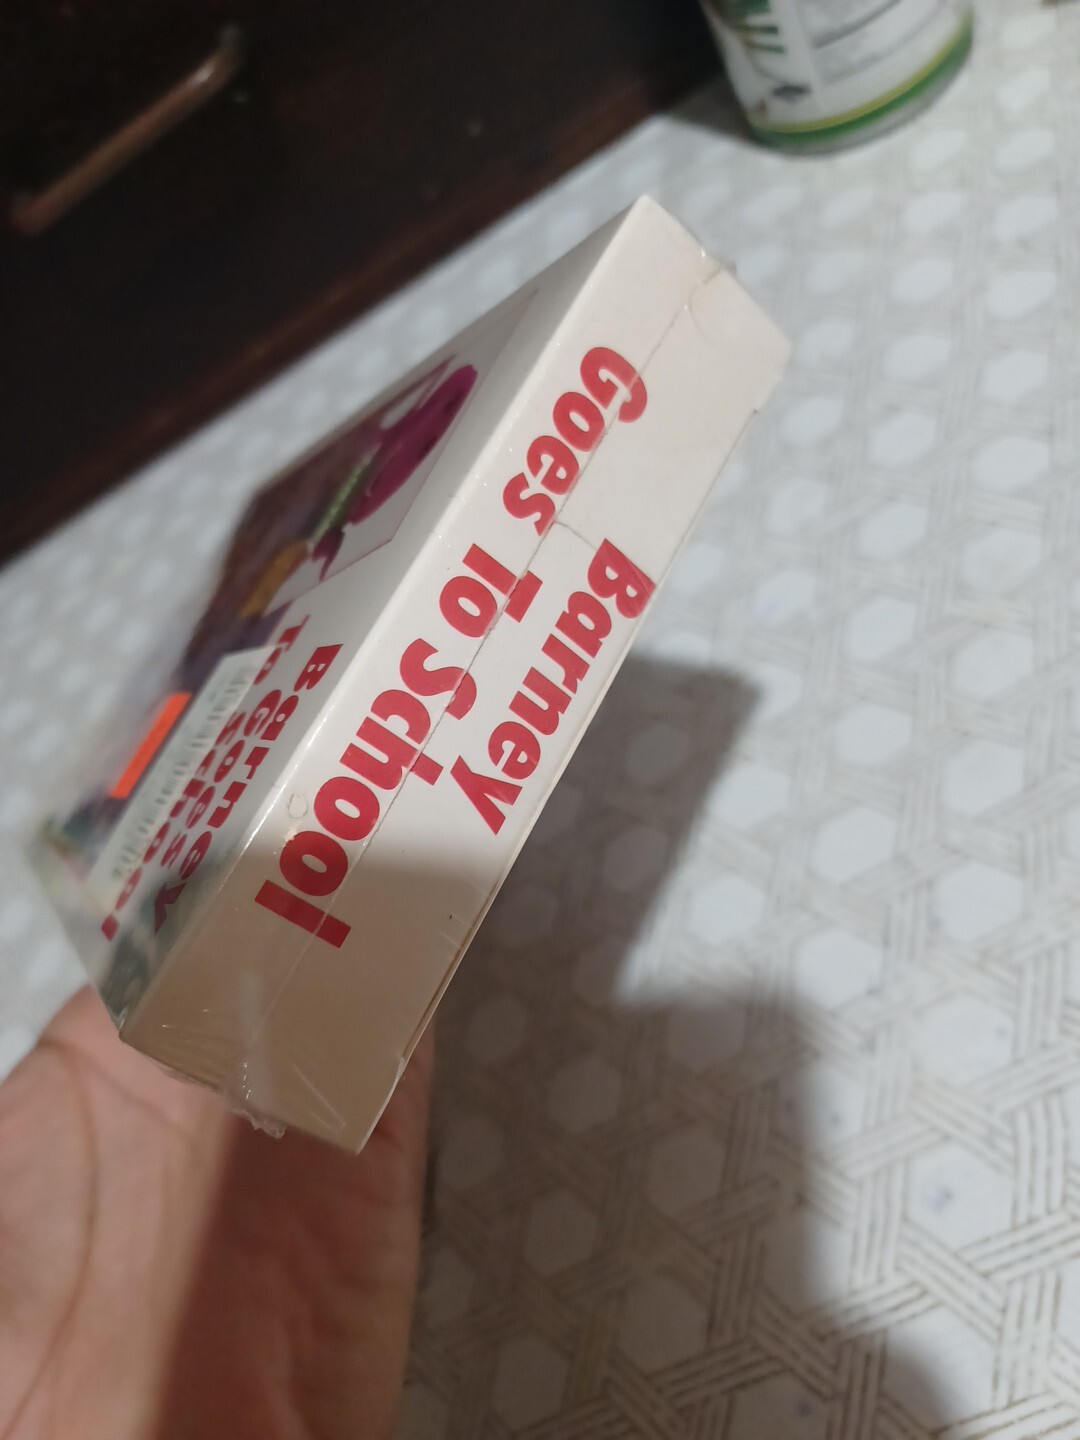 Barney
Goes To School
Barney
Goes
To School